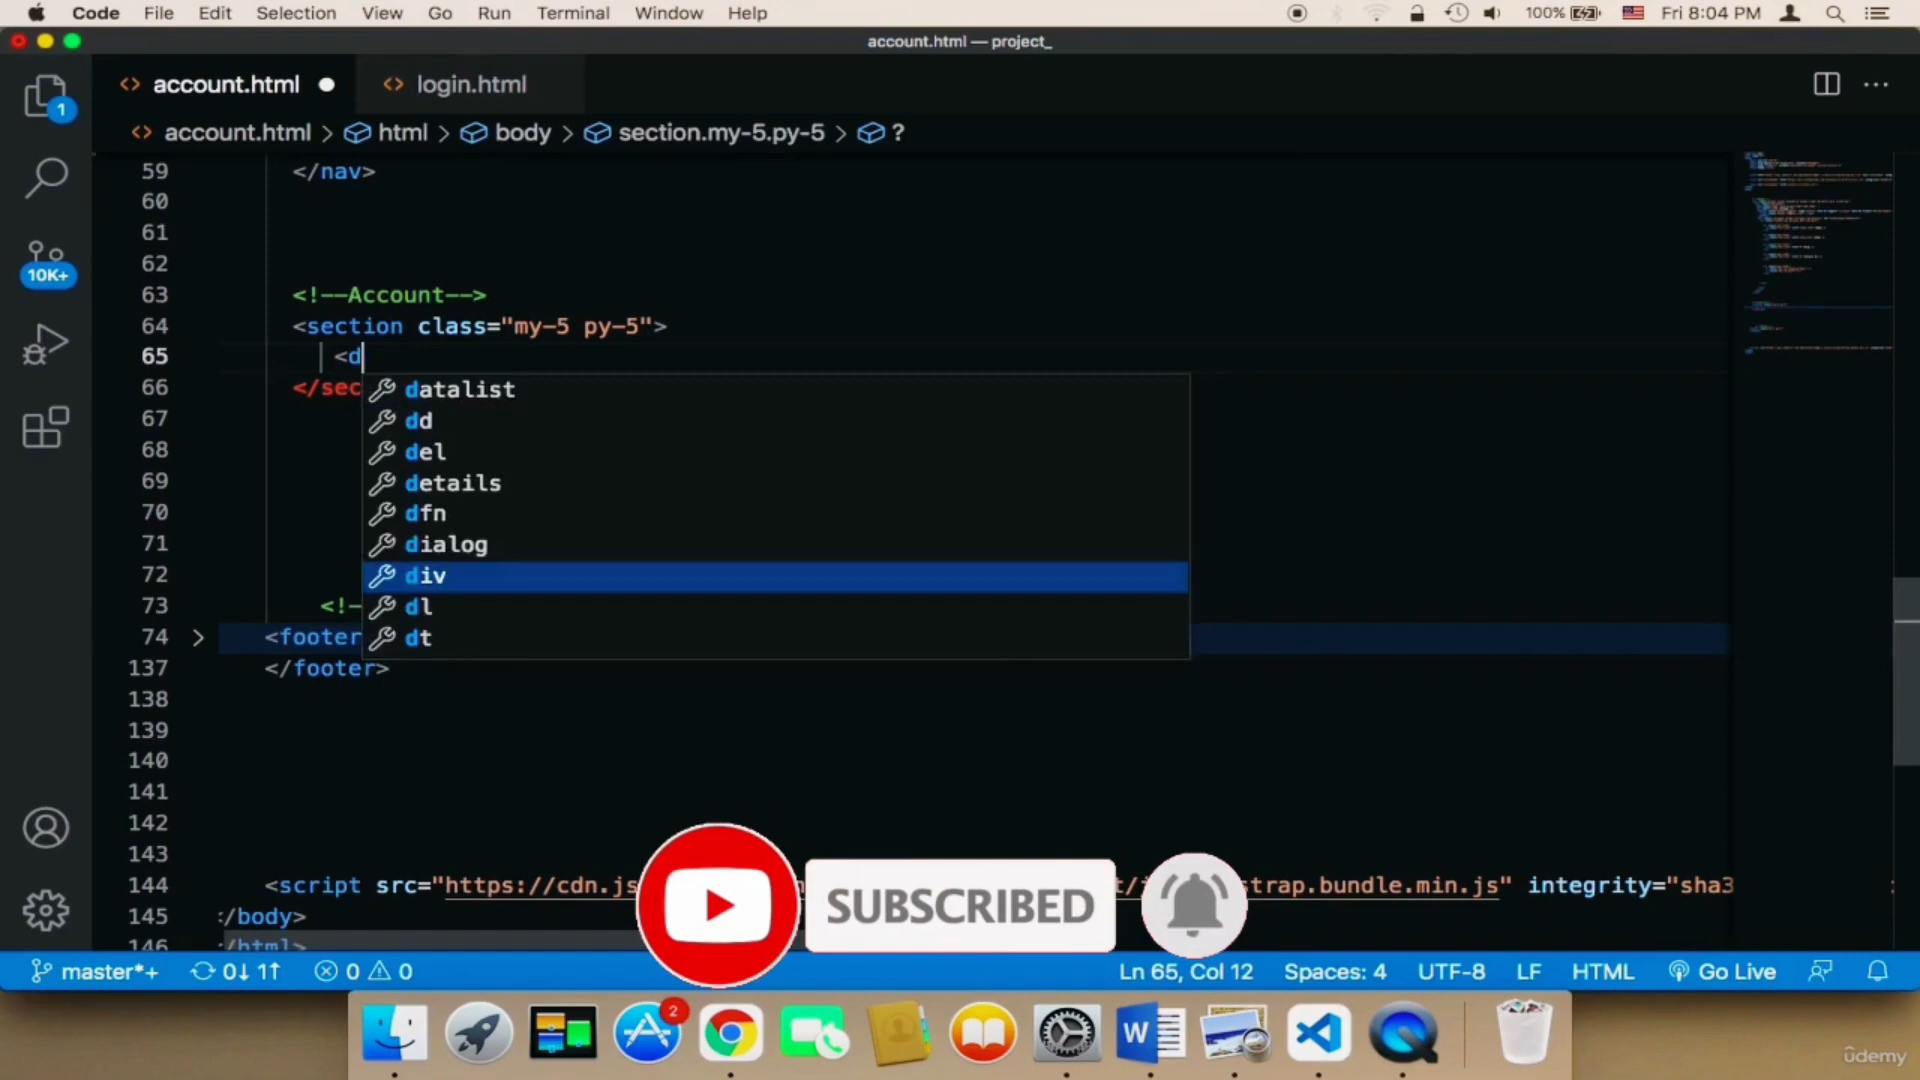 Code File Edit Selection View Go Run Terminal Window Help 100% Fri 8:04 PM
account.html — project_
<> account.html ● <> login.html
1
<> account.html > html > body > section.my-5.py-5 > ?
59 </nav>
60
61
62
10K+
63 <!--Account-->
64 <section class="my-5 py-5">
65 <d
66 </sec
datalist
67
dd
68
del
69
details
70
dfn
71
dialog
72
div
73 <!-
dl
74 > <footer
dt
137 </footer>
138
139
140
141
142
143
144 <script src="https://cdn.js t/j strap.bundle.min.js" integrity="sha3
SUBSCRIBED
145 </body>
146 </html>
master*+ 0↓ 1↑ 0 0 Ln 65, Col 12 Spaces: 4 UTF-8 LF HTML Go Live
2
W
ûdemy